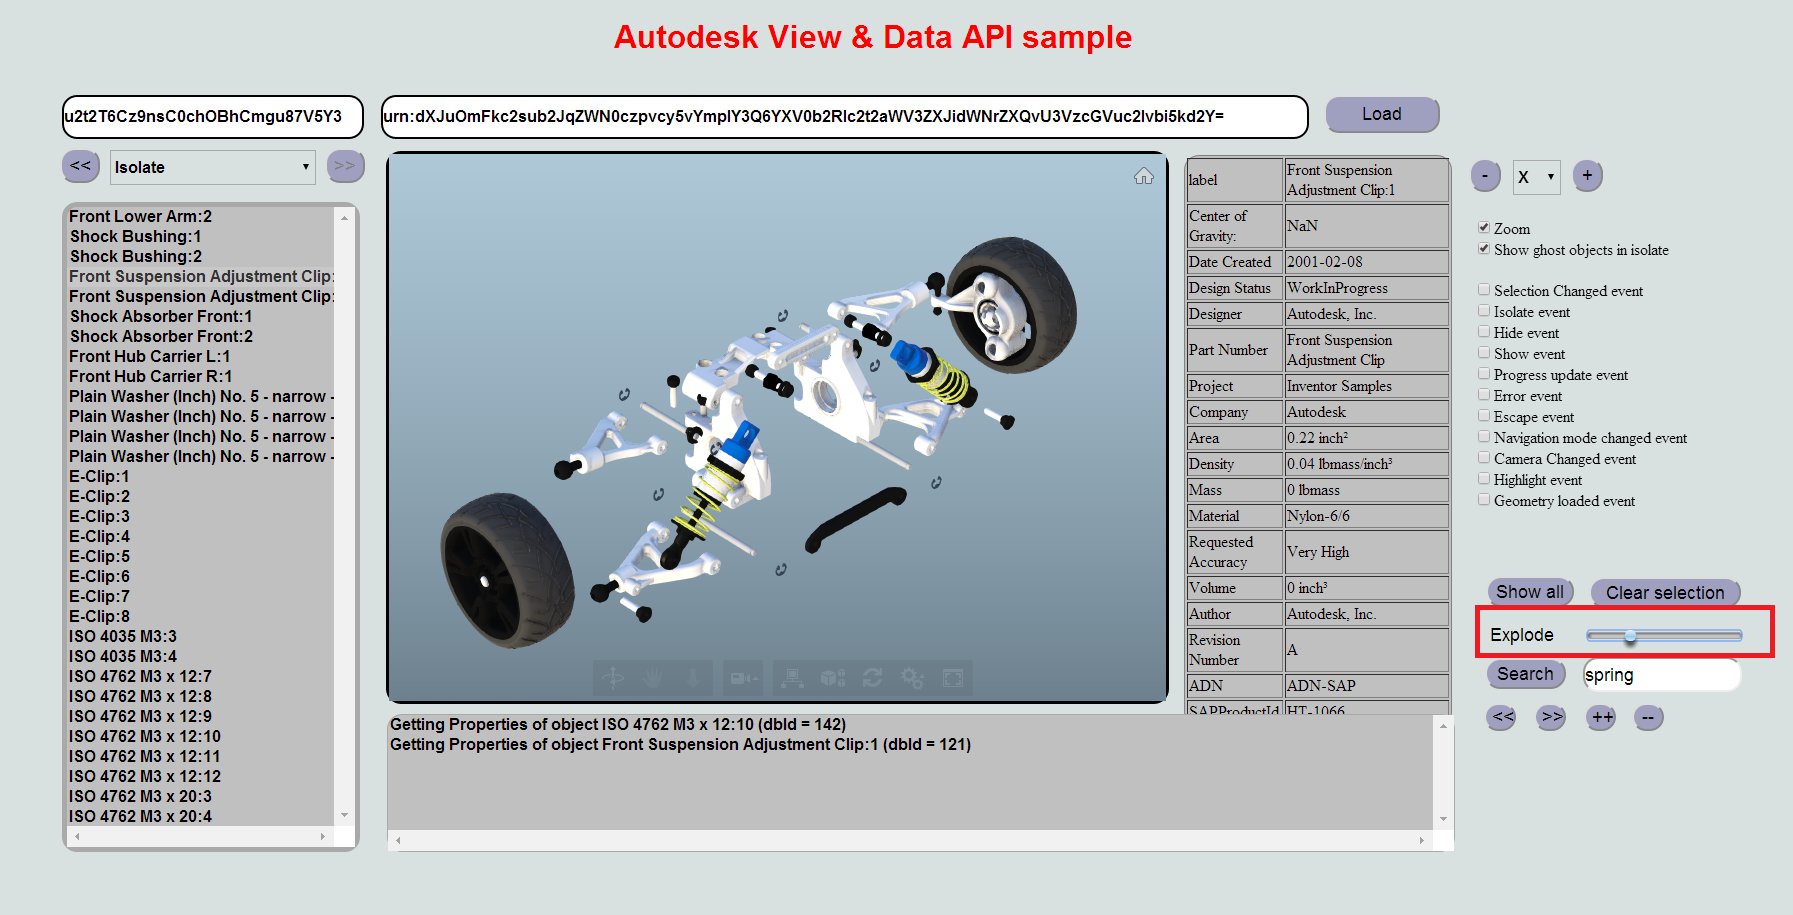 Autodesk View & Data API sample
u2t2T6Cz9nsC0chOBhCmgu87V5Y3
urn:dXJuOmFkc2sub2JqZWN0czpvcy5vYmplY3Q6YXV0b2Rlc2t2aWV3ZXJidWNrZXQvU3VzcGVuc2lvbi5kd2Y=
Load
<<
Isolate
>>
Front Lower Arm:2
Shock Bushing:1
Shock Bushing:2
Front Suspension Adjustment Clip:
Front Suspension Adjustment Clip:
Shock Absorber Front:1
Shock Absorber Front:2
Front Hub Carrier L:1
Front Hub Carrier R:1
Plain Washer (Inch) No. 5 - narrow -
Plain Washer (Inch) No. 5 - narrow -
Plain Washer (Inch) No. 5 - narrow -
Plain Washer (Inch) No. 5 - narrow -
E-Clip:1
E-Clip:2
E-Clip:3
E-Clip:4
E-Clip:5
E-Clip:6
E-Clip:7
E-Clip:8
ISO 4035 M3:3
ISO 4035 M3:4
ISO 4762 M3 x 12:7
ISO 4762 M3 x 12:8
ISO 4762 M3 x 12:9
ISO 4762 M3 x 12:10
ISO 4762 M3 x 12:11
ISO 4762 M3 x 12:12
ISO 4762 M3 x 20:3
ISO 4762 M3 x 20:4
label
Front Suspension
Adjustment Clip:1
Center of
Gravity:
NaN
Date Created
2001-02-08
Design Status
WorkInProgress
Designer
Autodesk, Inc.
Part Number
Front Suspension
Adjustment Clip
Project
Inventor Samples
Company
Autodesk
Area
0.22 inch²
Density
0.04 lbmass/inch³
Mass
0 lbmass
Material
Nylon-6/6
Requested
Accuracy
Very High
Volume
0 inch³
Author
Autodesk, Inc.
Revision
Number
A
ADN
ADN-SAP
SAPProductId
HT-1066
Getting Properties of object ISO 4762 M3 x 12:10 (dbId = 142)
Getting Properties of object Front Suspension Adjustment Clip:1 (dbId = 121)
-
X
+
Zoom
Show ghost objects in isolate
Selection Changed event
Isolate event
Hide event
Show event
Progress update event
Error event
Escape event
Navigation mode changed event
Camera Changed event
Highlight event
Geometry loaded event
Show all
Clear selection
Explode
Search
spring
<<
>>
++
--